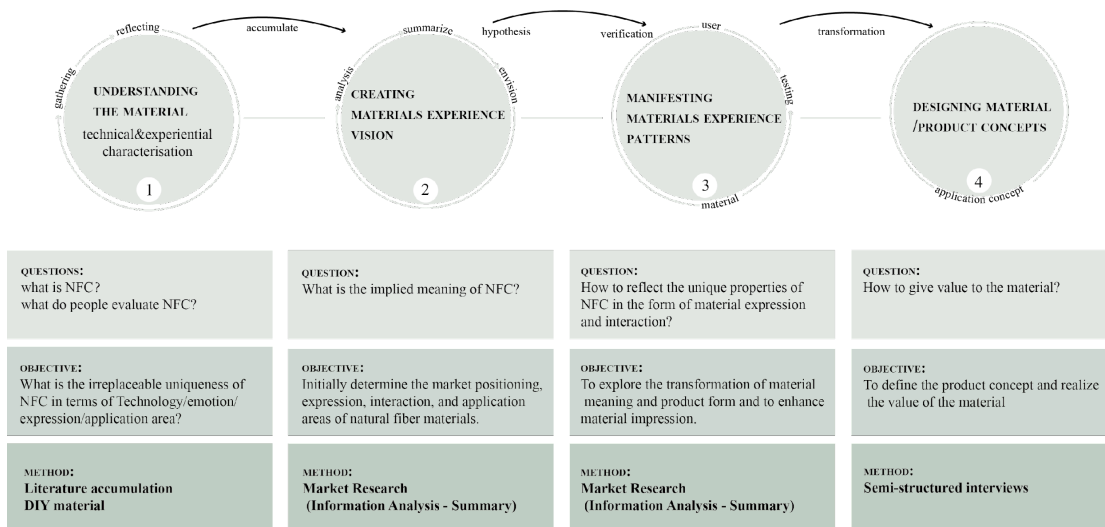 reflecting
gathering
accumulate
UNDERSTANDING
THE MATERIAL
technical&experiential
characterisation
1
summarize
hypothesis
analysis
envision
CREATING
MATERIALS EXPERIENCE
VISION
2
verification
user
testing
MANIFESTING
MATERIALS EXPERIENCE
PATTERNS
3
material
transformation
DESIGNING MATERIAL
/PRODUCT CONCEPTS
4
application concept
QUESTIONS:
what is NFC?
what do people evaluate NFC?
QUESTION:
What is the implied meaning of NFC?
QUESTION:
How to reflect the unique properties of
NFC in the form of material expression
and interaction?
QUESTION:
How to give value to the material?
OBJECTIVE:
What is the irreplaceable uniqueness of
NFC in terms of Technology/emotion/
expression/application area?
OBJECTIVE:
Initially determine the market positioning,
expression, interaction, and application
areas of natural fiber materials.
OBJECTIVE:
To explore the transformation of material
meaning and product form and to enhance
material impression.
OBJECTIVE:
To define the product concept and realize
the value of the material
METHOD:
Literature accumulation
DIY material
METHOD:
Market Research
(Information Analysis - Summary)
METHOD:
Market Research
(Information Analysis - Summary)
METHOD:
Semi-structured interviews